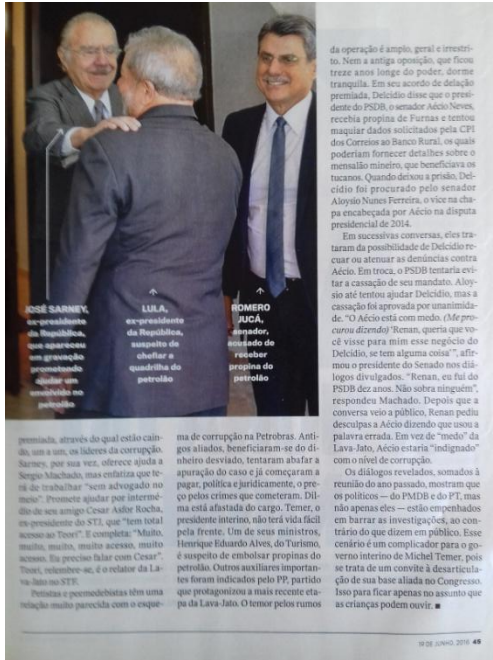 JOSÉ SARNEY,
ex-presidente
da República,
que apareceu
em gravação
prometendo
ajudar um
envolvido no
petrolão
LULA,
ex-presidente
da República,
suspeito de
chefiar a
quadrilha do
petrolão
ROMERO
JUCÁ,
senador,
acusado de
receber
propina do
petrolão
premiada, através do qual estão cain-
do, um a um, os líderes da corrupção.
Sarney, por sua vez, oferece ajuda a
Sergio Machado, mas enfatiza que te-
rá de trabalhar “sem advogado no
meio”. Promete ajudar por intermé-
dio de seu amigo Cesar Asfor Rocha,
ex-presidente do STJ, que “tem total
acesso ao Teori”. E completa: “Muito,
muito, muito, muito acesso, muito
acesso. Eu preciso falar com Cesar”.
Teori, relembre-se, é o relator da La-
va-Jato no STF.
Petistas e peemedebistas têm uma
relação muito parecida com o esque-
ma de corrupção na Petrobras. Anti-
gos aliados, beneficiaram-se do di-
nheiro desviado, tentaram abafar a
apuração do caso e já começaram a
pagar, política e juridicamente, o pre-
ço pelos crimes que cometeram. Dil-
ma está afastada do cargo. Temer, o
presidente interino, não terá vida fácil
pela frente. Um de seus ministros,
Henrique Eduardo Alves, do Turismo,
é suspeito de embolsar propinas do
petrolão. Outros auxiliares importan-
tes foram indicados pelo PP, partido
que protagonizou a mais recente eta-
pa da Lava-Jato. O temor pelos rumos
da operação é amplo, geral e irrestri-
to. Nem a antiga oposição, que ficou
treze anos longe do poder, dorme
tranquila. Em seu acordo de delação
premiada, Delcídio disse que o presi-
dente do PSDB, o senador Aécio Neves,
recebia propina de Furnas e tentou
maquiar dados solicitados pela CPI
dos Correios ao Banco Rural, os quais
poderiam fornecer detalhes sobre o
mensalão mineiro, que beneficiava os
tucanos. Quando deixou a prisão, Del-
cídio foi procurado pelo senador
Aloysio Nunes Ferreira, o vice na cha-
pa encabeçada por Aécio na disputa
presidencial de 2014.
Em sucessivas conversas, eles tra-
taram da possibilidade de Delcídio re-
cuar ou atenuar as denúncias contra
Aécio. Em troca, o PSDB tentaria evi-
tar a cassação de seu mandato. Aloy-
sio até tentou ajudar Delcídio, mas a
cassação foi aprovada por unanimida-
de. “O Aécio está com medo. (Me pro-
curou dizendo) ‘Renan, queria que vo-
cê visse para mim esse negócio do
Delcídio, se tem alguma coisa’”, afir-
mou o presidente do Senado nos diá-
logos divulgados. “Renan, eu fui do
PSDB dez anos. Não sobra ninguém”,
respondeu Machado. Depois que a
conversa veio a público, Renan pediu
desculpas a Aécio dizendo que usou a
palavra errada. Em vez de “medo” da
Lava-Jato, Aécio estaria “indignado”
com o nível de corrupção.
Os diálogos revelados, somados à
reunião do ano passado, mostram que
os políticos — do PMDB e do PT, mas
não apenas eles — estão empenhados
em barrar as investigações, ao con-
trário do que dizem em público. Esse
cenário é um complicador para o go-
verno interino de Michel Temer, pois
se trata de um convite à desarticula-
ção de sua base aliada no Congresso.
Isso para ficar apenas no assunto que
as crianças podem ouvir. ■
DE JUNHO, 2016 45